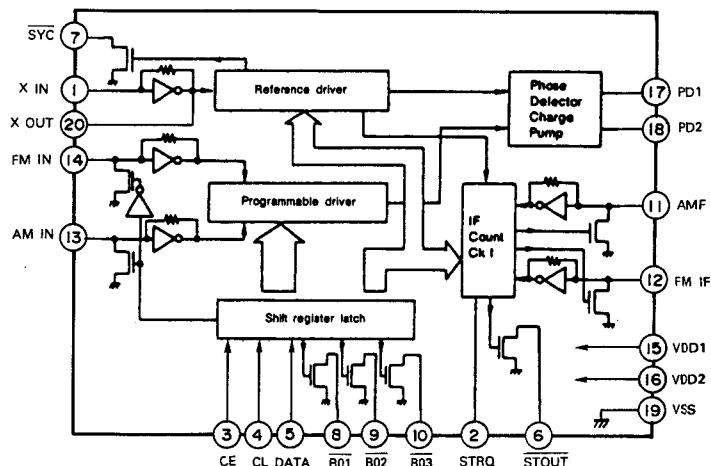 SYC
7
X IN
1
X OUT
20
FM IN
14
AM IN
13
Reference driver
Phose
Delector
Charge
Pump
17 PD1
18 PD2
Programmable driver
IF
Count
Ck I
11 AMF
12 FM IF
Shift register latch
15 VDD1
16 VDD2
19 VSS
3 4 5 8 9 10 2 6
CE CL DATA B01 B02 B03 STRQ STOUT